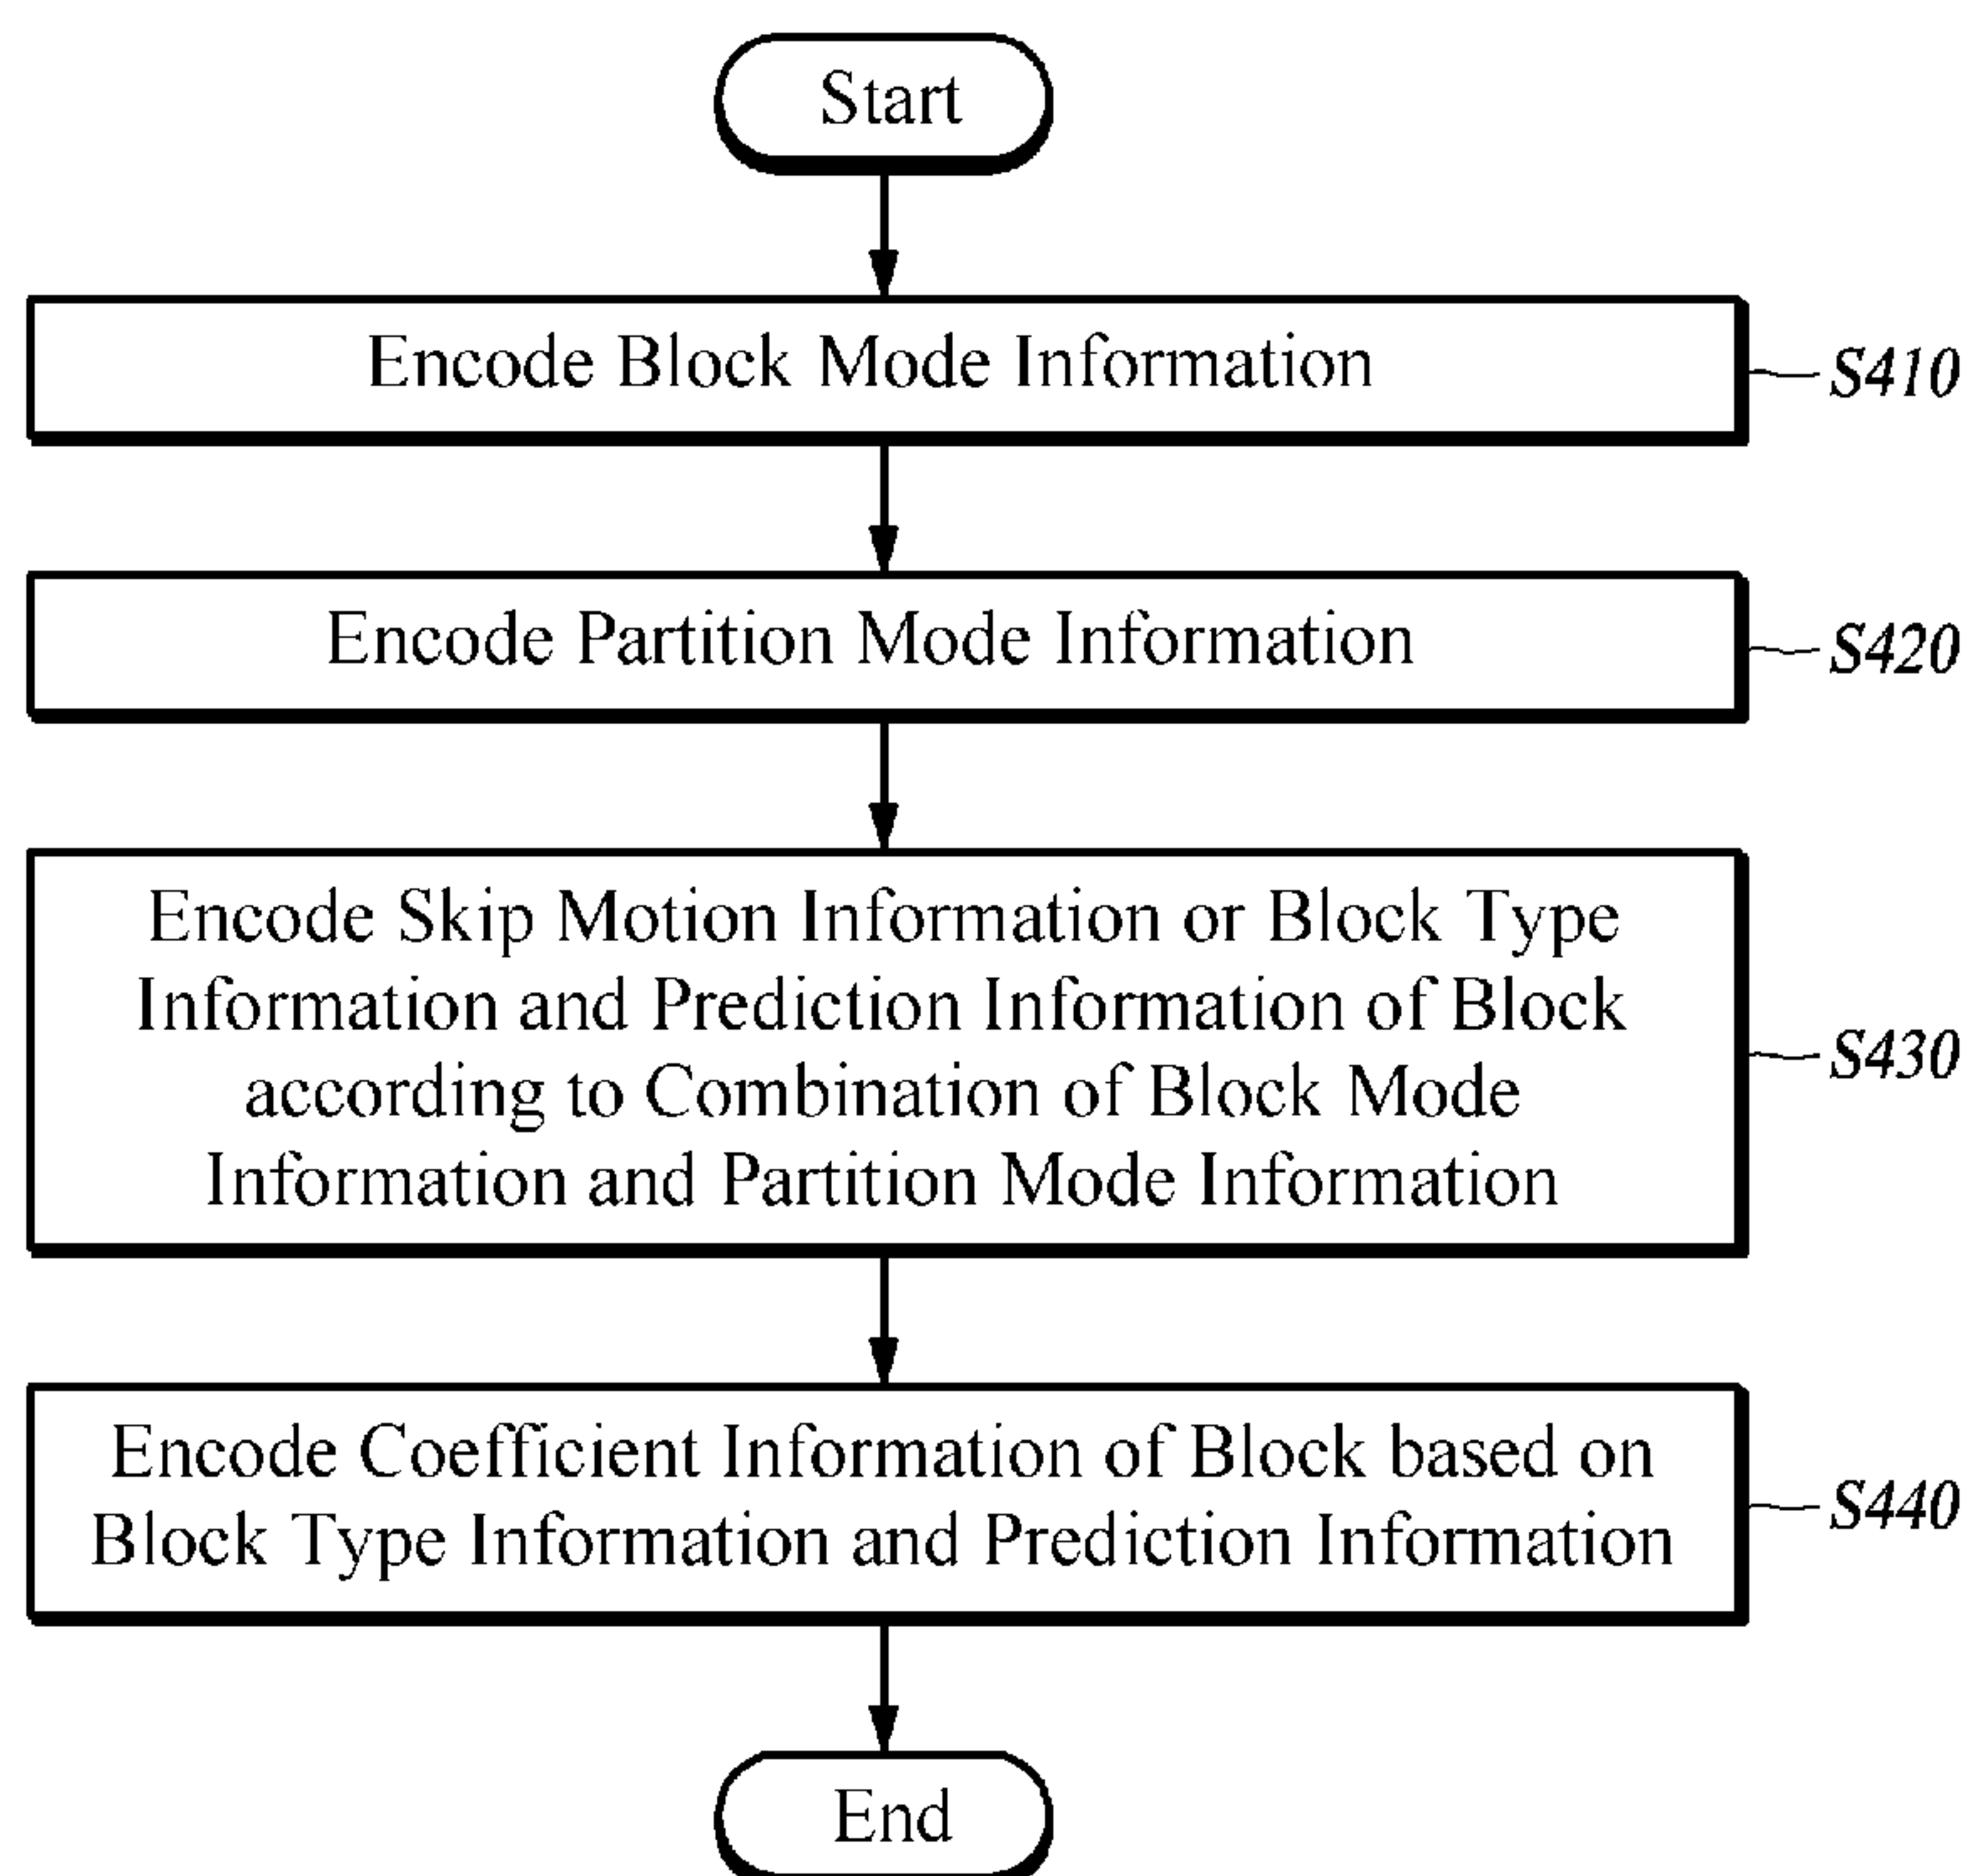 Start
Encode Block Mode Information
S410
Encode Partition Mode Information
S420
Encode Skip Motion Information or Block Type
Information and Prediction Information of Block
according to Combination of Block Mode
Information and Partition Mode Information
S430
Encode Coefficient Information of Block based on
Block Type Information and Prediction Information
S440
End